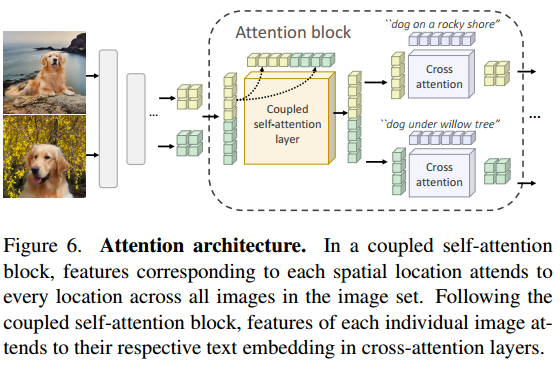 Attention block
``dog on a rocky shore”
Coupled
self-attention
layer
Cross
attention
...
``dog under willow tree”
Cross
attention
...
Figure 6. Attention architecture. In a coupled self-attention
block, features corresponding to each spatial location attends to
every location across all images in the image set. Following the
coupled self-attention block, features of each individual image at-
tends to their respective text embedding in cross-attention layers.